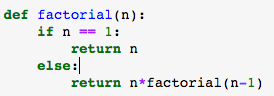 def factorial(n):
    if n == 1:
        return n
    else:
        return n*factorial(n-1)